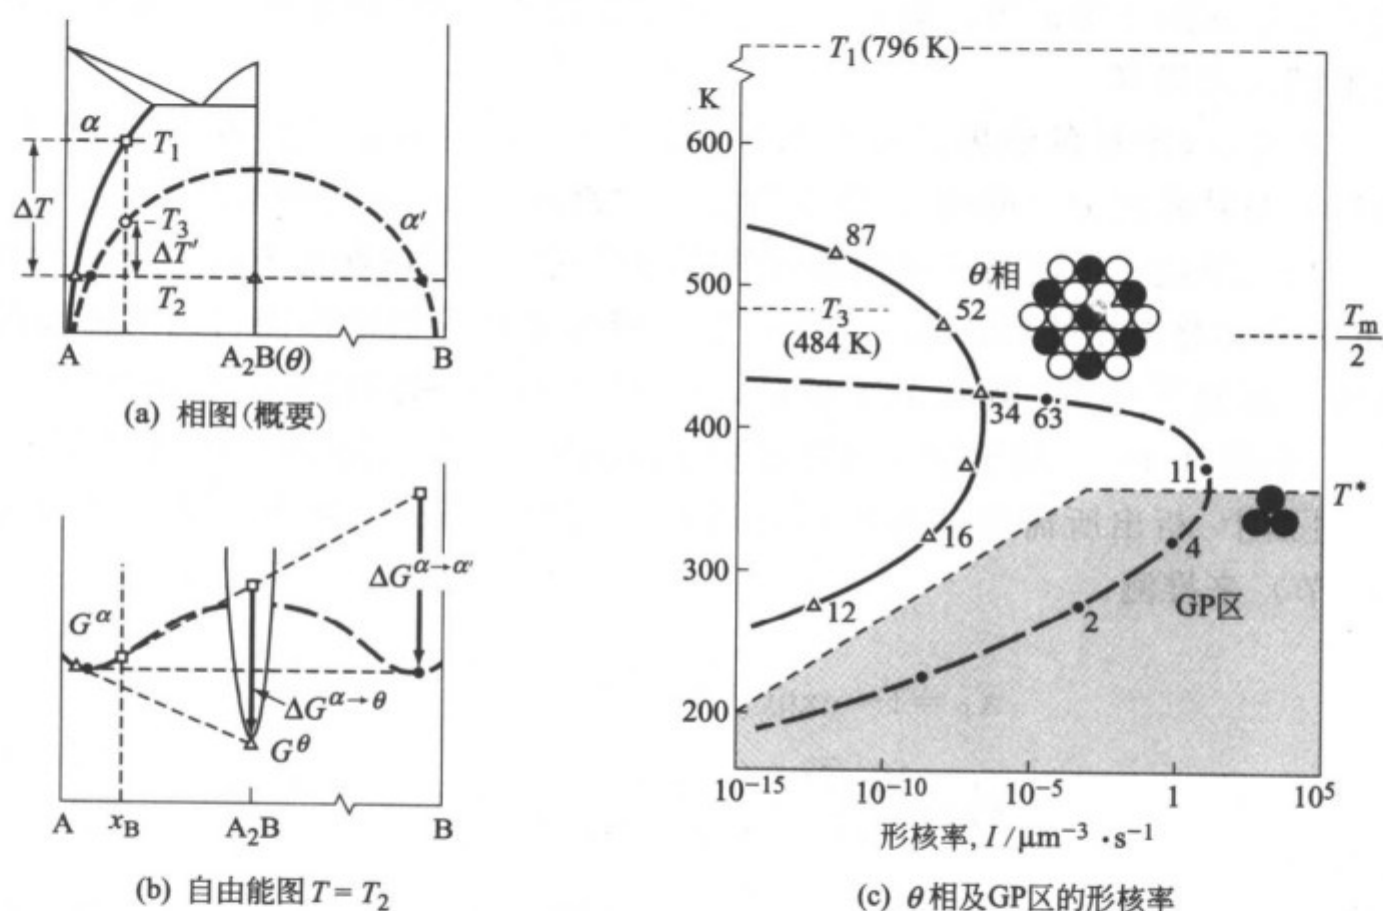 α
T₁
ΔT
T₃
α′
ΔT′
T₂
A
A₂B(θ)
B
(a) 相图(概要)
Gᵅ
ΔG^{α→α′}
ΔG^{α→θ}
G^θ
A
x_B
A₂B
B
(b) 自由能图 T = T₂
T₁(796 K)
K
600
500
400
300
200
87
52
34
63
11
16
4
12
2
θ相
T₃
(484 K)
T_m
2
T*
GP区
10⁻¹⁵
10⁻¹⁰
10⁻⁵
1
10⁵
形核率, I /μm⁻³ · s⁻¹
(c) θ相及GP区的形核率